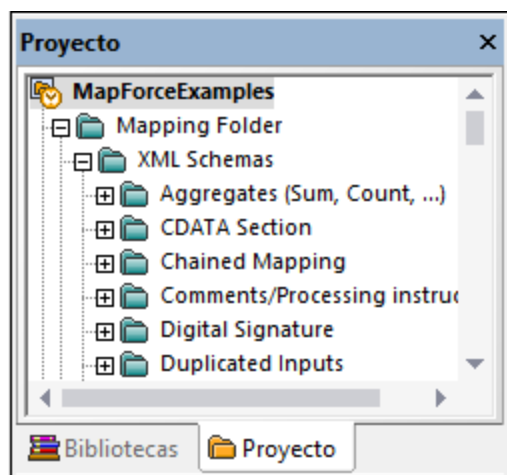 Proyecto
MapForceExamples
Mapping Folder
XML Schemas
Aggregates (Sum, Count, ...)
CDATA Section
Chained Mapping
Comments/Processing instruc
Digital Signature
Duplicated Inputs
Bibliotecas
Proyecto